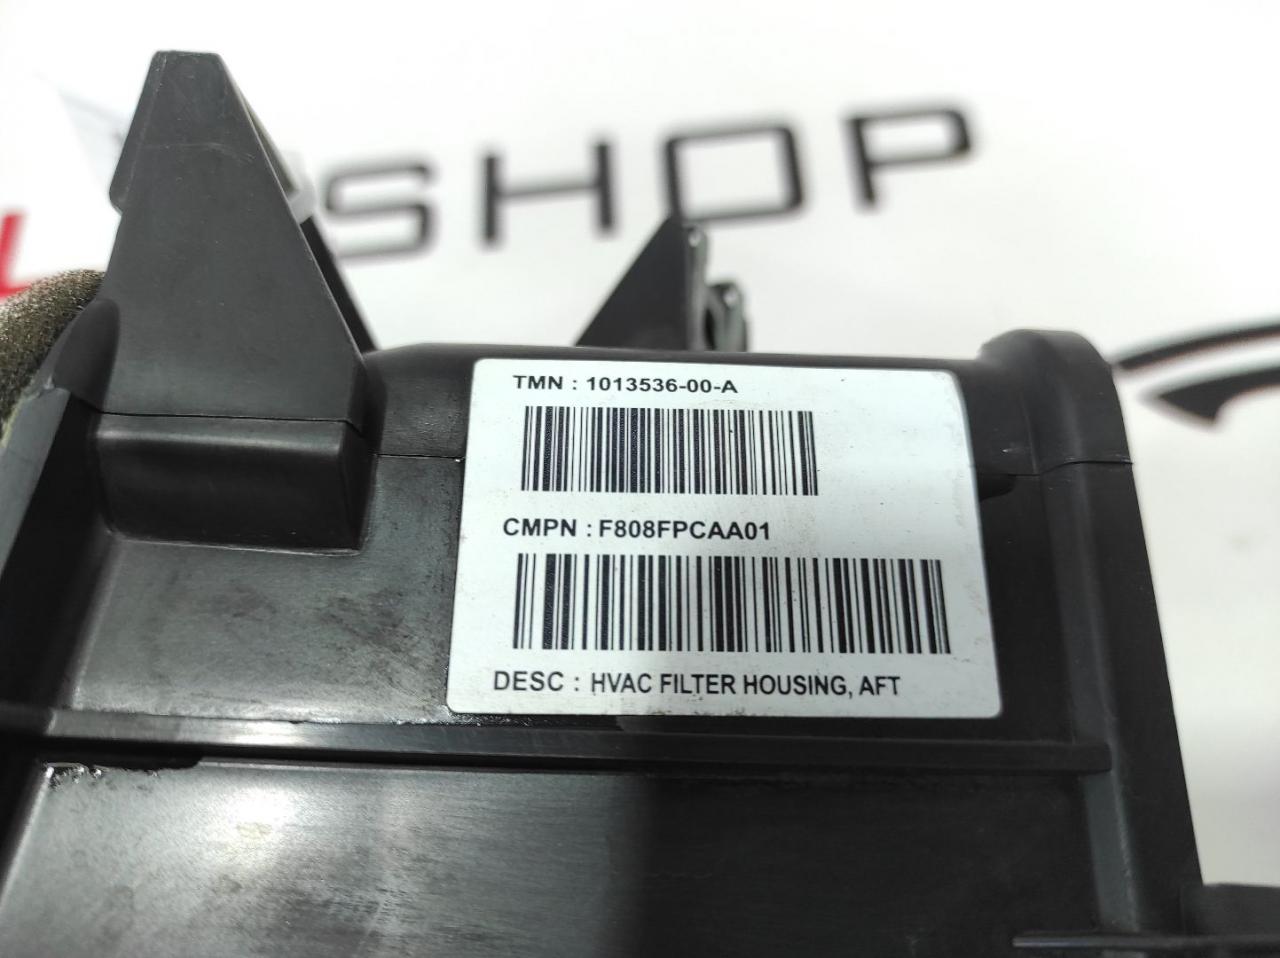 L SHOP
TMN : 1013536-00-A
CMPN : F808FPCAA01
DESC : HVAC FILTER HOUSING, AFT